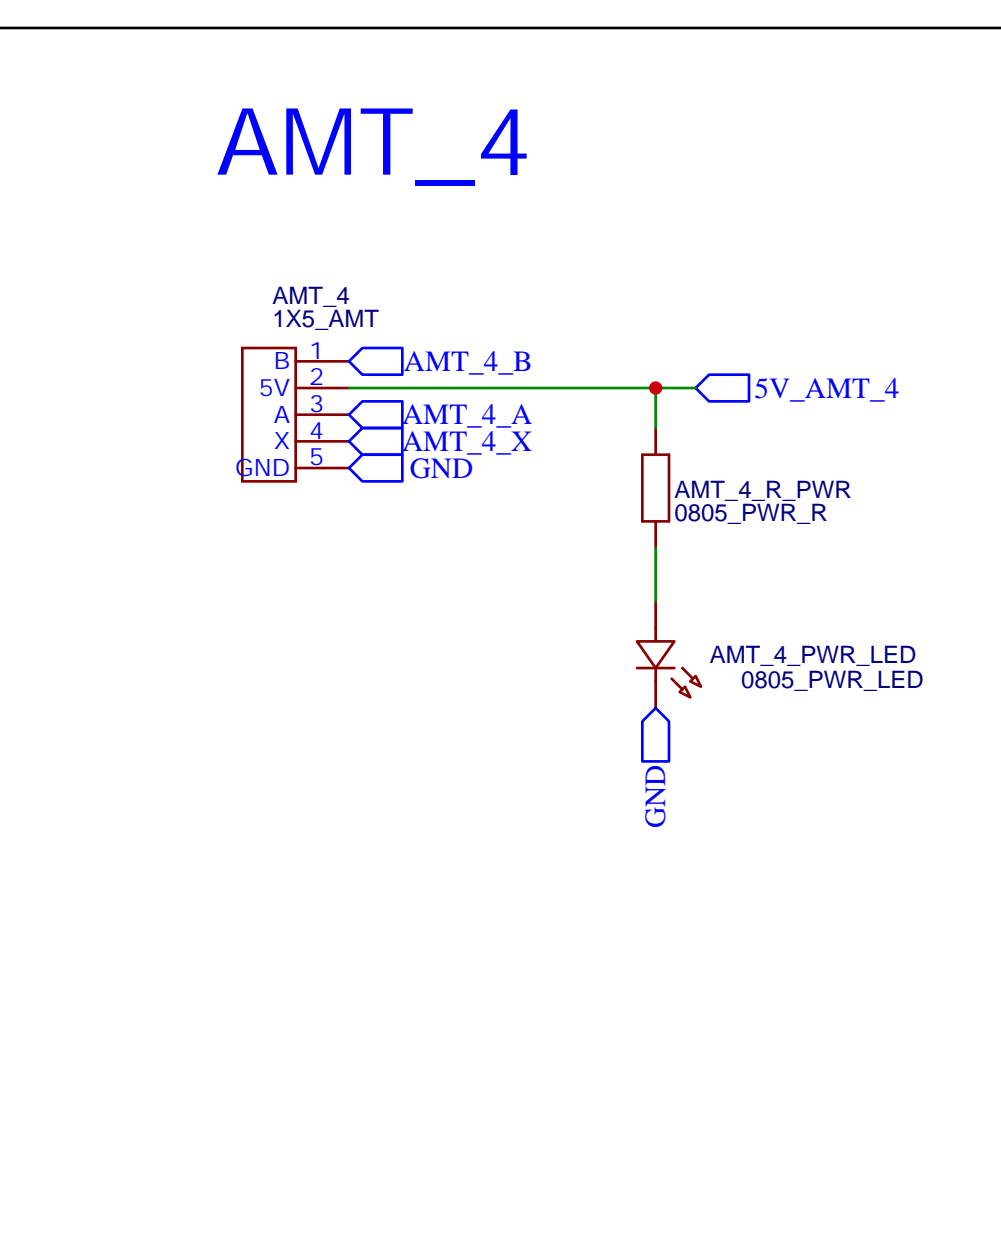 AMT_4
AMT_4
1X5_AMT
B 1 AMT_4_B
5V 2 5V_AMT_4
A 3 AMT_4_A
X 4 AMT_4_X
GND 5 GND
AMT_4_R_PWR
0805_PWR_R
AMT_4_PWR_LED
0805_PWR_LED
GND